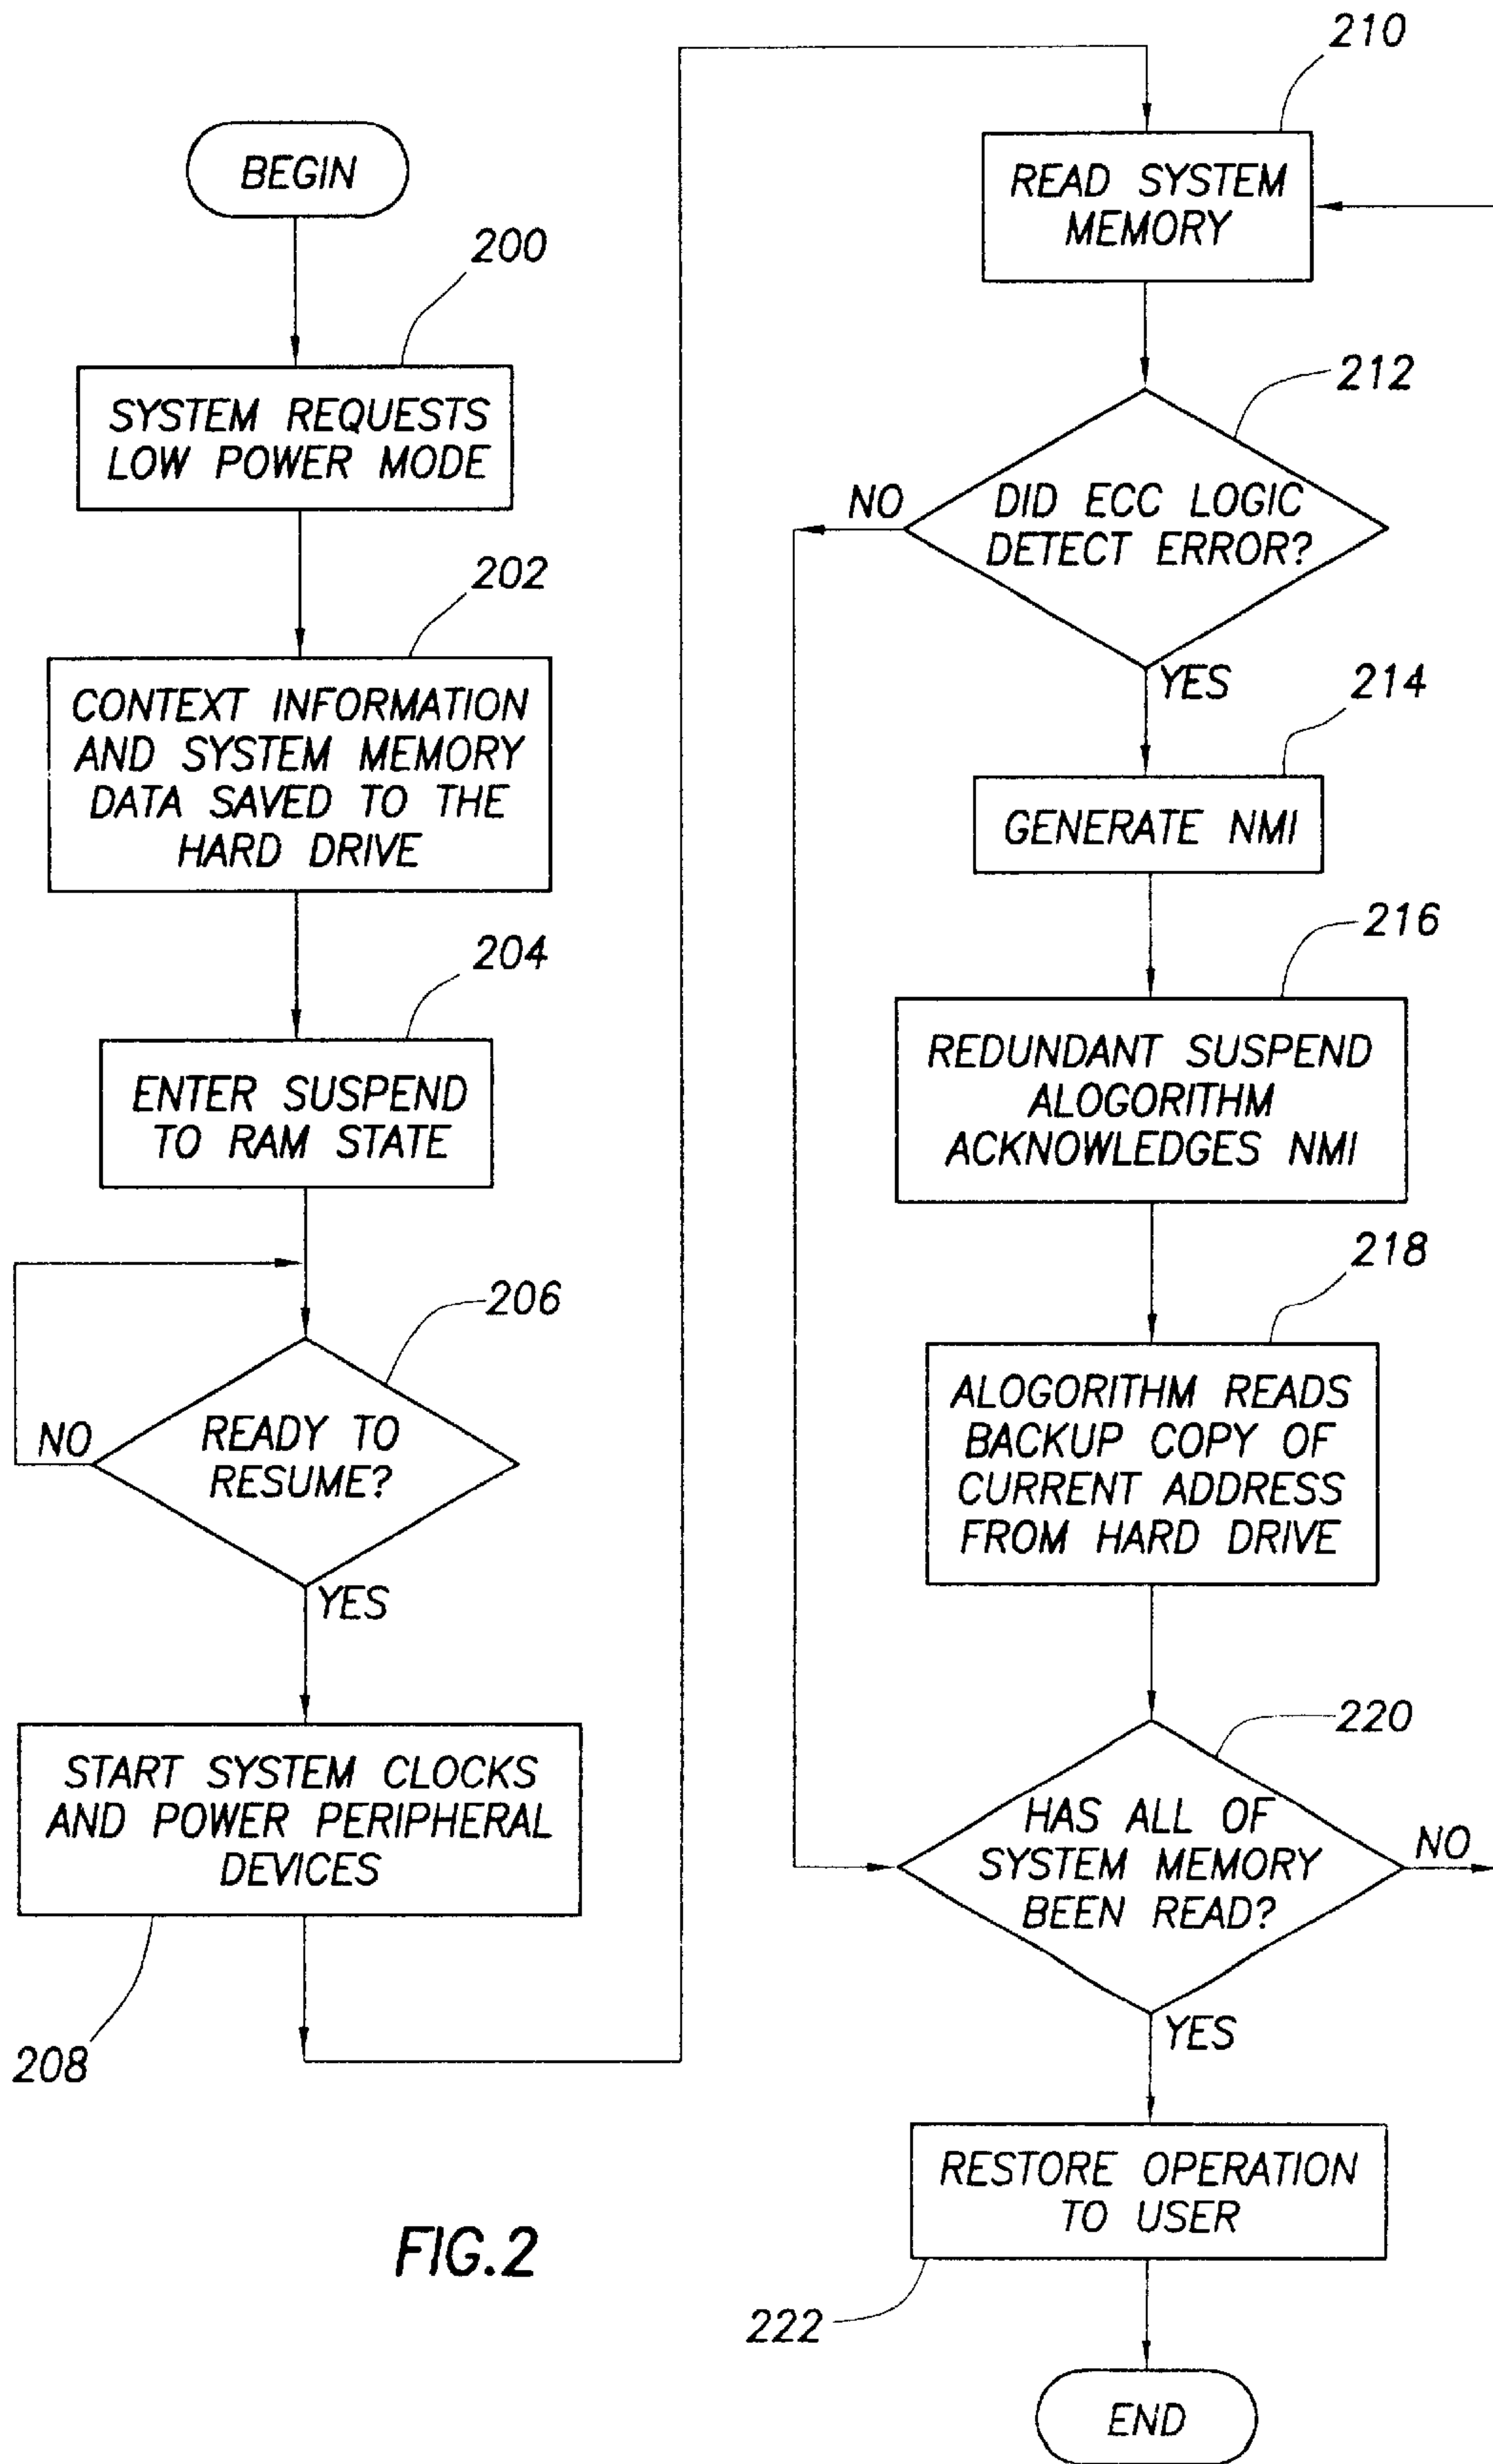 BEGIN
200
SYSTEM REQUESTS
LOW POWER MODE
202
CONTEXT INFORMATION
AND SYSTEM MEMORY
DATA SAVED TO THE
HARD DRIVE
204
ENTER SUSPEND
TO RAM STATE
206
READY TO
RESUME?
NO
YES
START SYSTEM CLOCKS
AND POWER PERIPHERAL
DEVICES
208
210
READ SYSTEM
MEMORY
212
DID ECC LOGIC
DETECT ERROR?
NO
YES
214
GENERATE NMI
216
REDUNDANT SUSPEND
ALOGORITHM
ACKNOWLEDGES NMI
218
ALOGORITHM READS
BACKUP COPY OF
CURRENT ADDRESS
FROM HARD DRIVE
220
HAS ALL OF
SYSTEM MEMORY
BEEN READ?
NO
YES
RESTORE OPERATION
TO USER
222
END
FIG.2